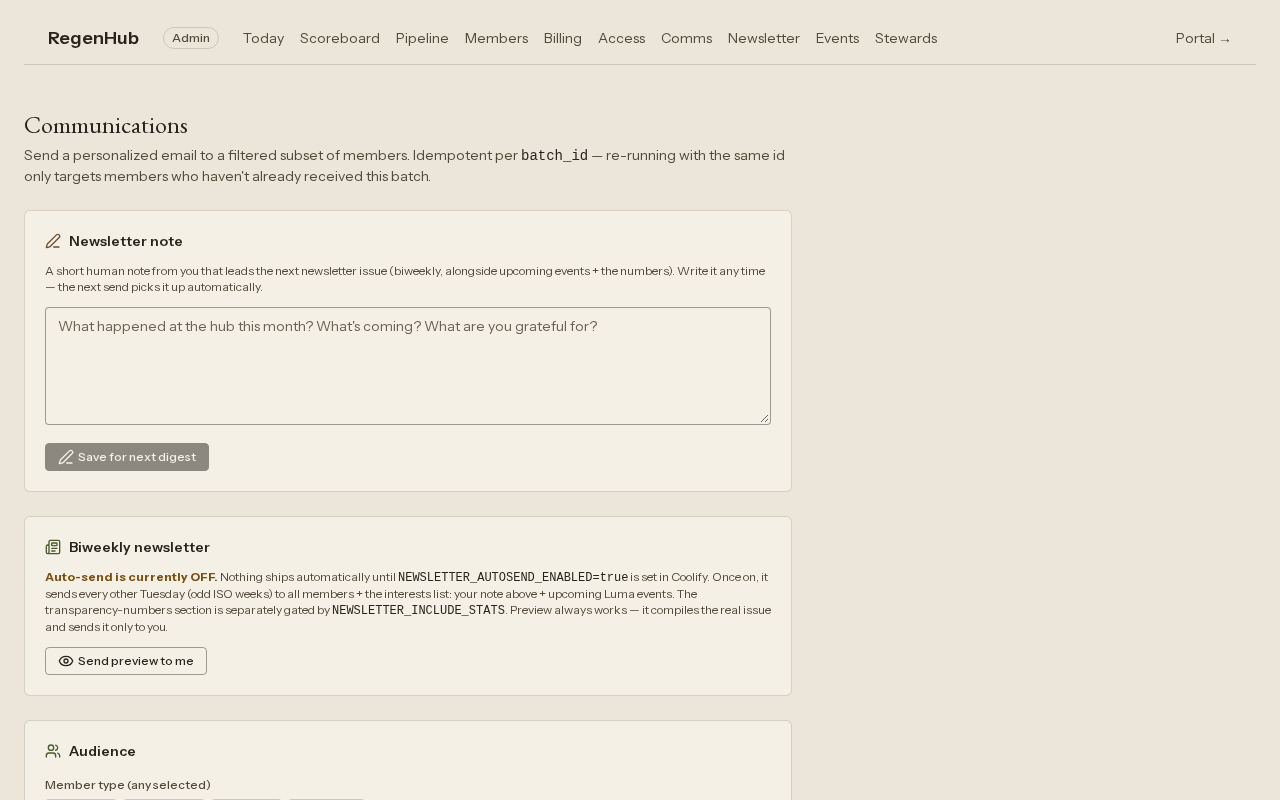 RegenHub Admin Today Scoreboard Pipeline Members Billing Access Comms Newsletter Events Stewards Portal →
Communications
Send a personalized email to a filtered subset of members. Idempotent per batch_id — re-running with the same id
only targets members who haven't already received this batch.
Newsletter note
A short human note from you that leads the next newsletter issue (biweekly, alongside upcoming events + the numbers). Write it any time
— the next send picks it up automatically.
What happened at the hub this month? What's coming? What are you grateful for?
Save for next digest
Biweekly newsletter
Auto-send is currently OFF. Nothing ships automatically until NEWSLETTER_AUTOSEND_ENABLED=true is set in Coolify. Once on, it
sends every other Tuesday (odd ISO weeks) to all members + the interests list: your note above + upcoming Luma events. The
transparency-numbers section is separately gated by NEWSLETTER_INCLUDE_STATS. Preview always works — it compiles the real issue
and sends it only to you.
Send preview to me
Audience
Member type (any selected)